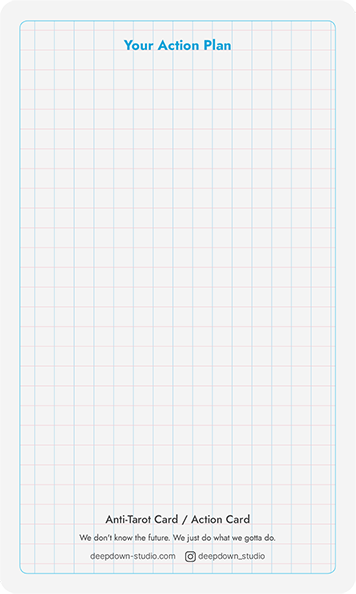 Your Action Plan
Anti-Tarot Card / Action Card
We don't know the future. We just do what we gotta do.
deepdown-studio.com deepdown_studio